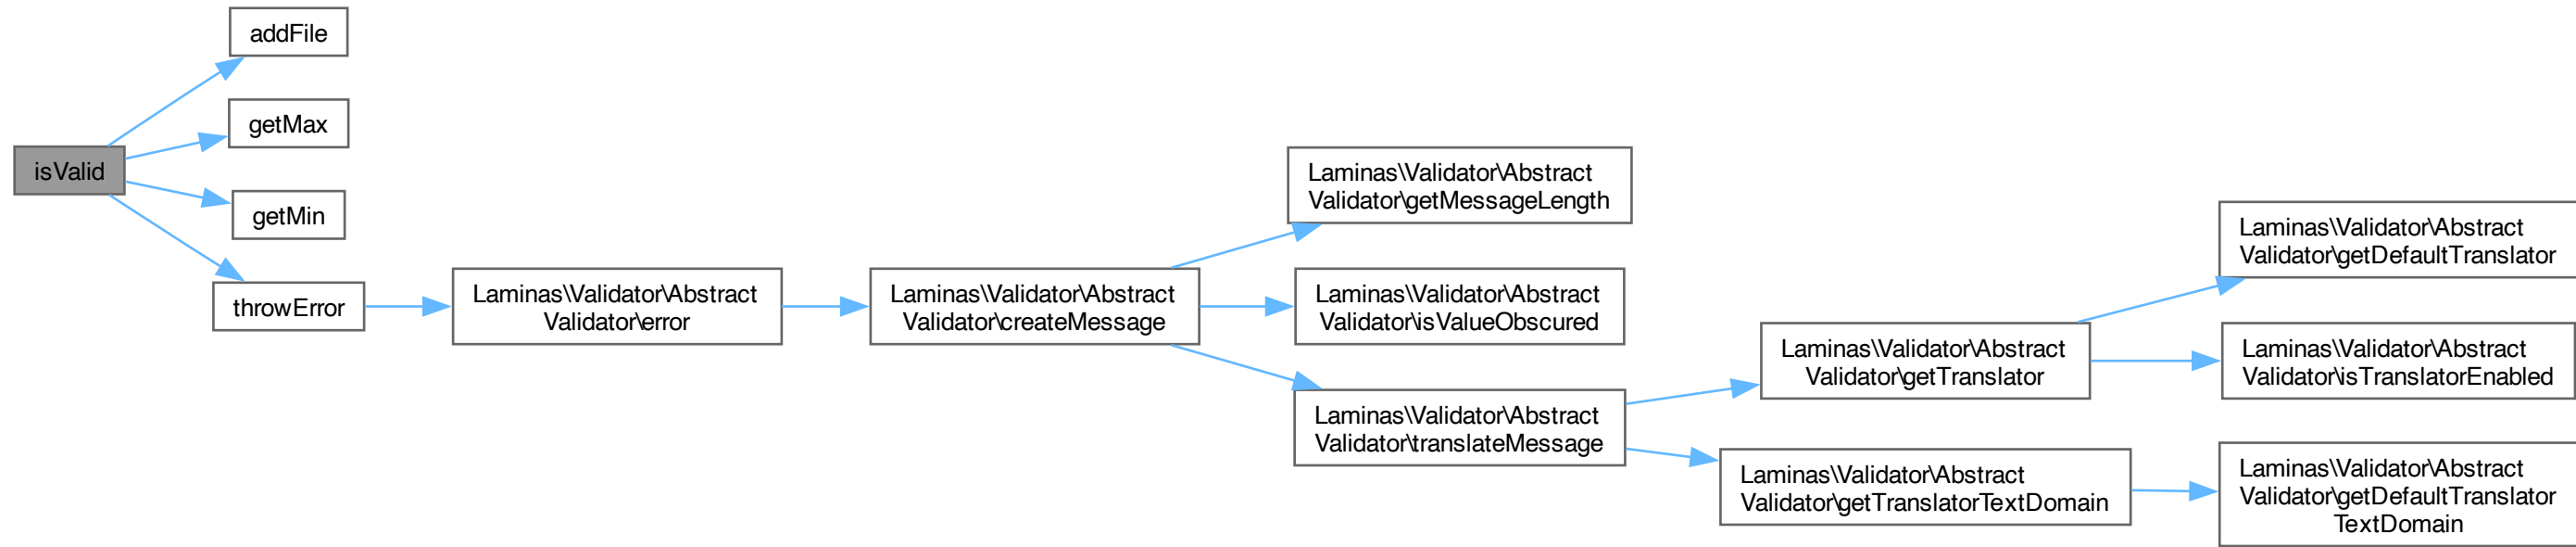 addFile
getMax
isValid
getMin
throwError
Laminas\Validator\Abstract
Validator\error
Laminas\Validator\Abstract
Validator\createMessage
Laminas\Validator\Abstract
Validator\getMessageLength
Laminas\Validator\Abstract
Validator\isValueObscured
Laminas\Validator\Abstract
Validator\translateMessage
Laminas\Validator\Abstract
Validator\getTranslator
Laminas\Validator\Abstract
Validator\getTranslatorTextDomain
Laminas\Validator\Abstract
Validator\getDefaultTranslator
Laminas\Validator\Abstract
Validator\isTranslatorEnabled
Laminas\Validator\Abstract
Validator\getDefaultTranslator
TextDomain